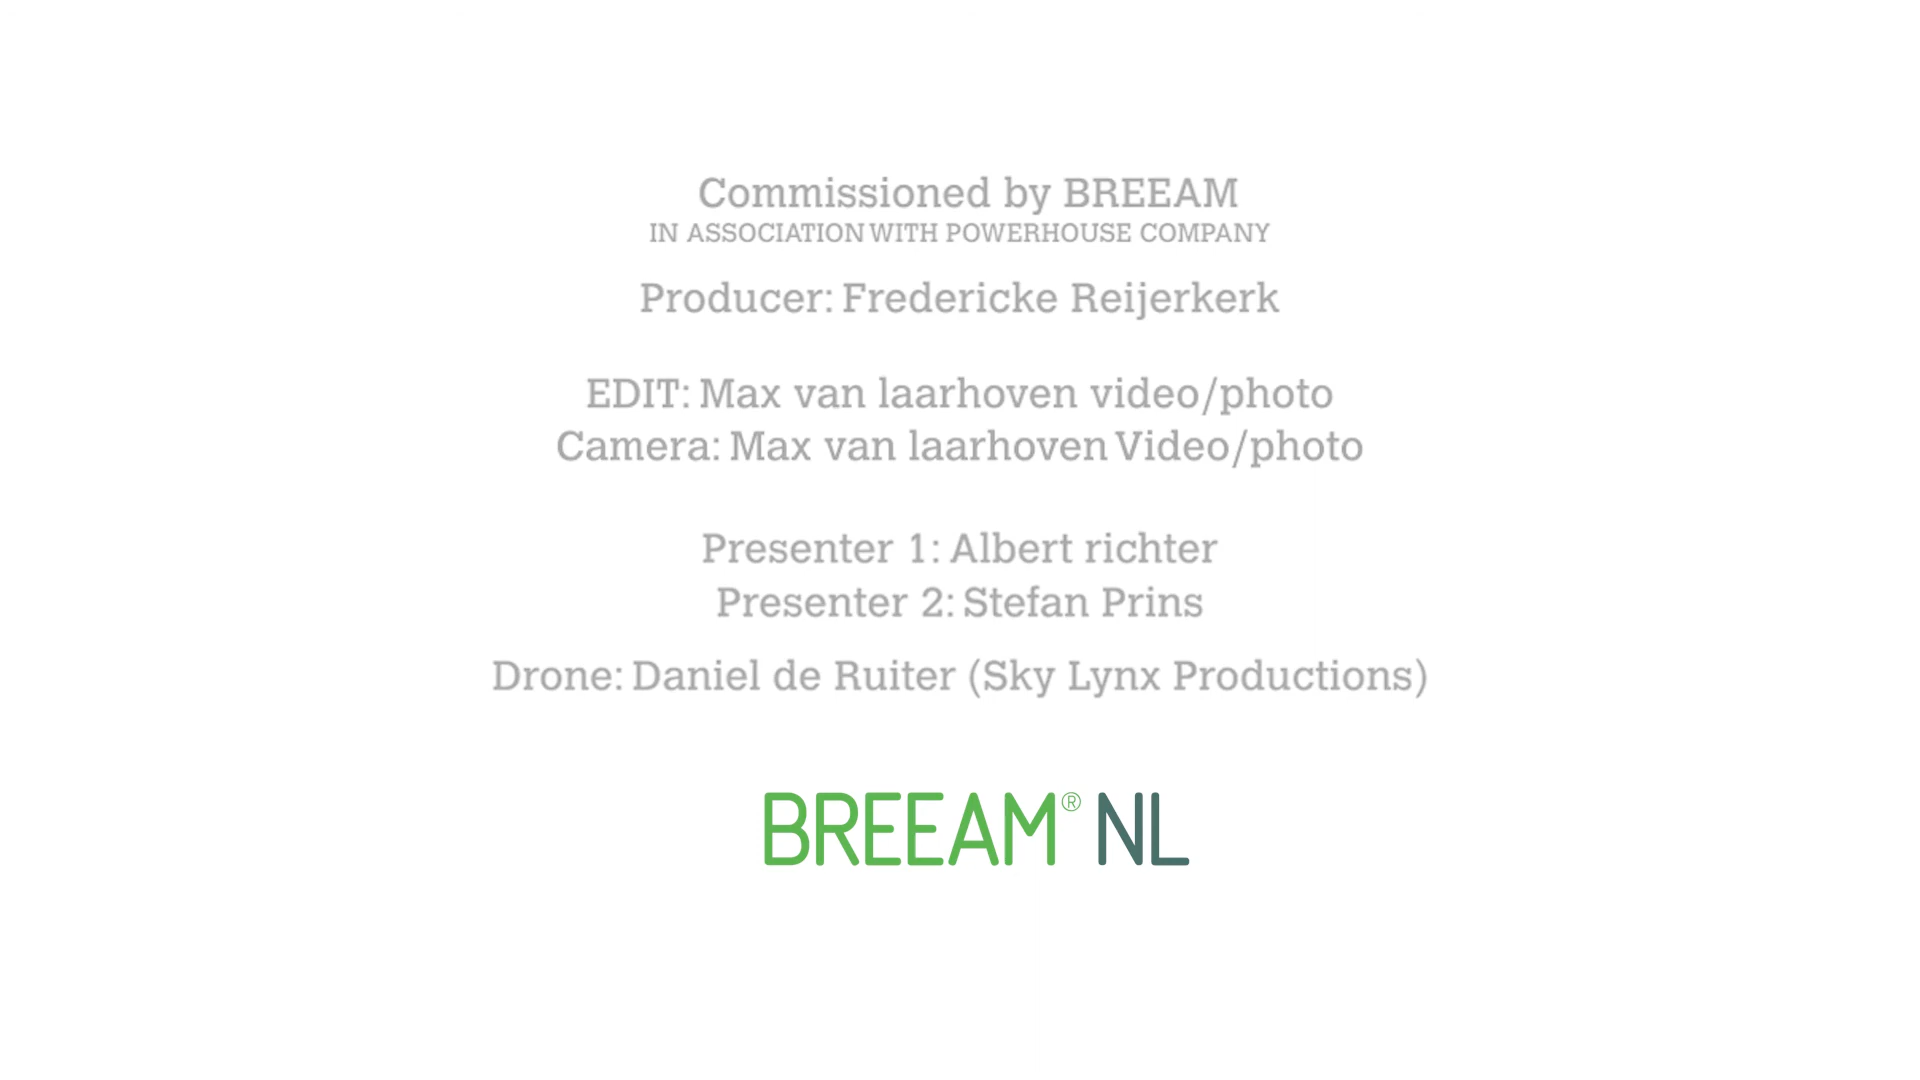 Commissioned by BREEAM
IN ASSOCIATION WITH POWERHOUSE COMPANY
Producer: Fredericke Reijerkerk
EDIT: Max van laarhoven video/photo
Camera: Max van laarhoven Video/photo
Presenter 1: Albert richter
Presenter 2: Stefan Prins
Drone: Daniel de Ruiter (Sky Lynx Productions)
BREEAM® NL